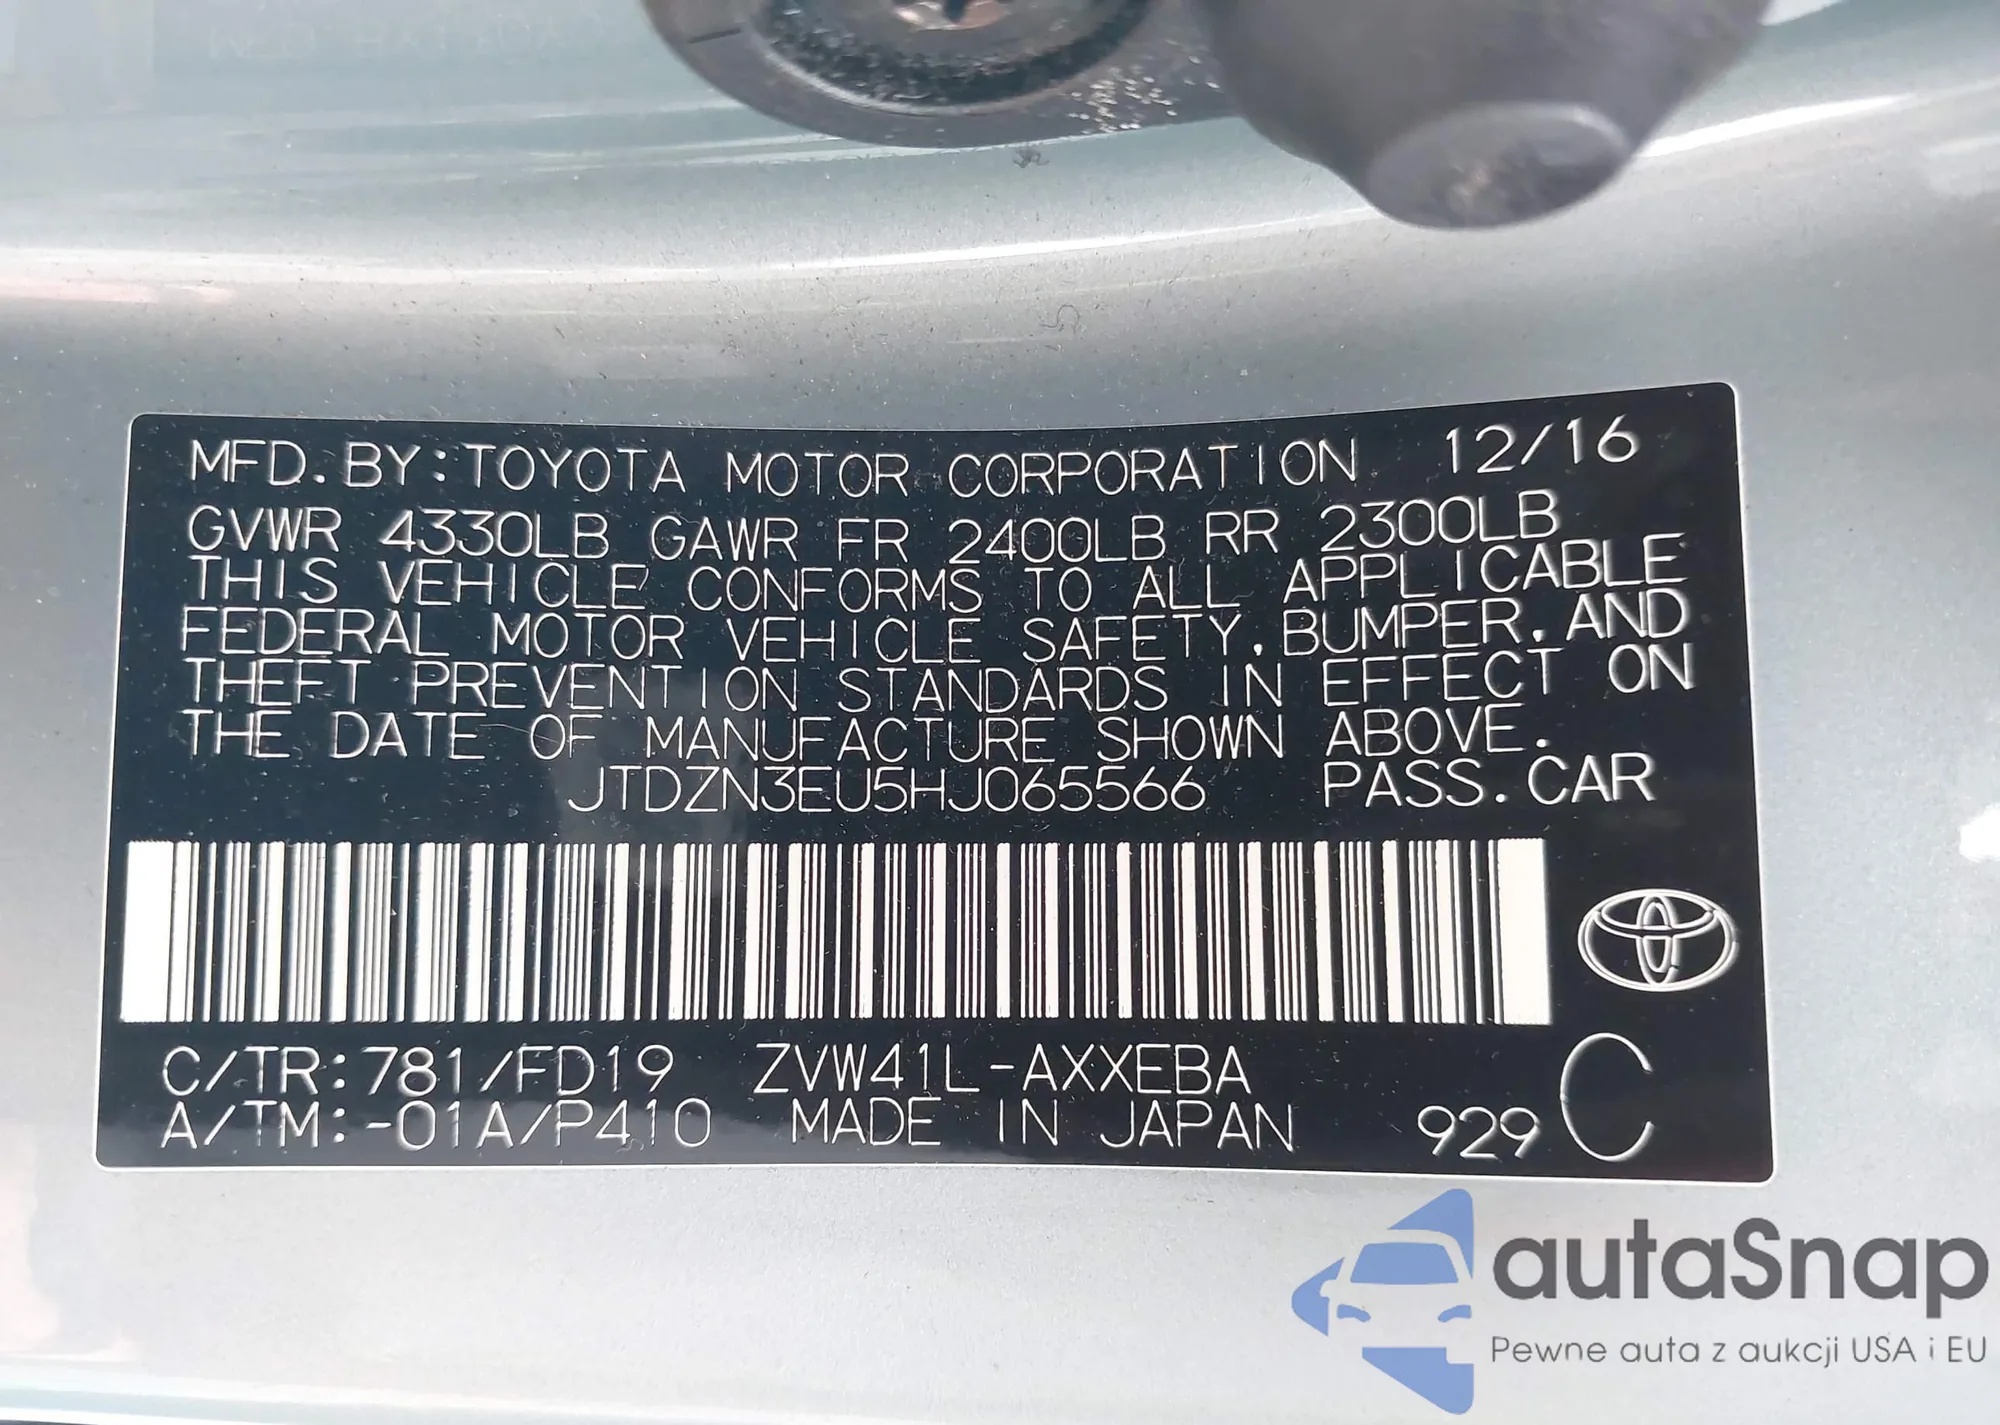 MFD. BY: TOYOTA MOTOR CORPORATION 12/16
GVWR 4330LB GAWR FR 2400LB RR 2300LB
THIS VEHICLE CONFORMS TO ALL APPLICABLE
FEDERAL MOTOR VEHICLE SAFETY, BUMPER, AND
THEFT PREVENTION STANDARDS IN EFFECT ON
THE DATE OF MANUFACTURE SHOWN ABOVE.
JTDZN3EU5HJ065566 PASS. CAR
C/TR: 781/FD19 ZVW41L-AXXEBA C
A/TM: -01A/P410 MADE IN JAPAN 929
autaSnap
Pewne auta z aukcji USA i EU